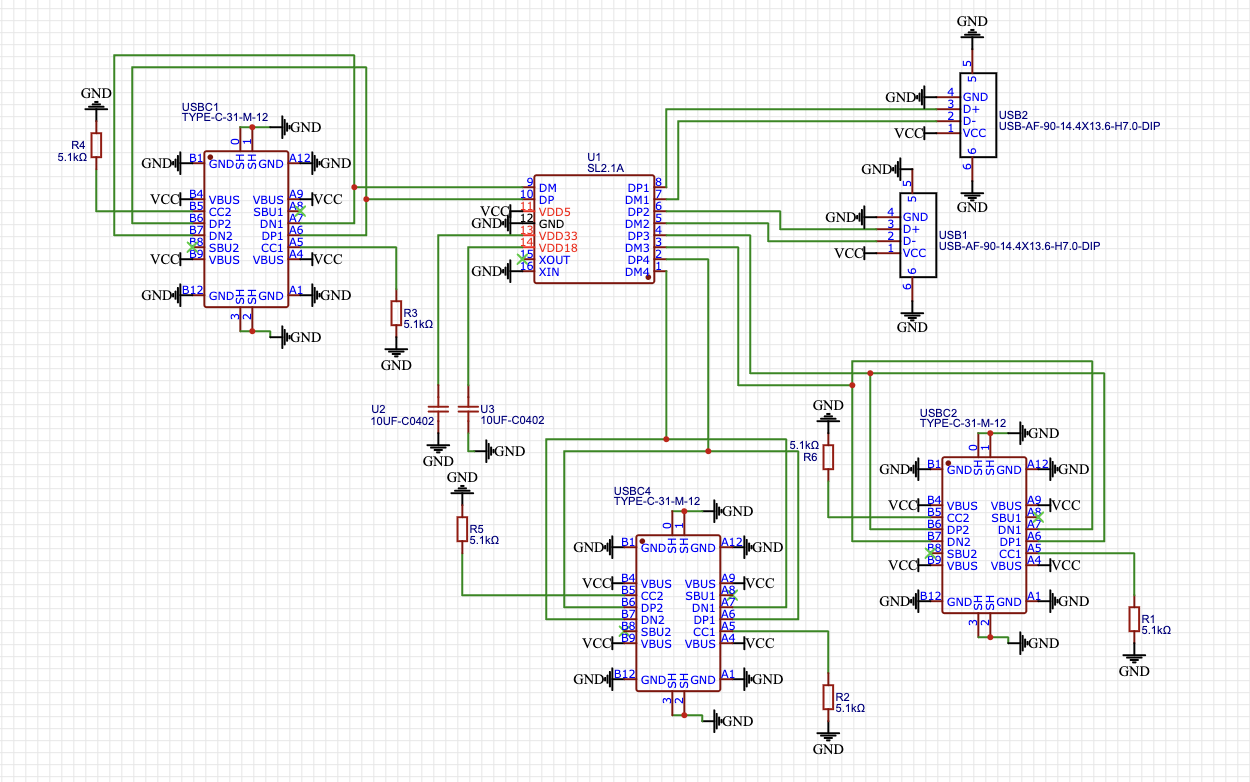 GND
5
5
GND 4 GND
3 D+
2 D-
VCC 1 VCC
6
6
GND
USB2
USB-AF-90-14.4X13.6-H7.0-DIP
GND
5
5
GND 4 GND
3 D+
2 D-
VCC 1 VCC
6
6
GND
USB1
USB-AF-90-14.4X13.6-H7.0-DIP
GND
R4
5.1kΩ
USBC1
TYPE-C-31-M-12
0 1 GND
SH SH
GND B1 GND GND A12 GND
VCC B4 VBUS VBUS A9 VCC
B5 CC2 SBU1 A8
B6 DP2 DN1 A7
B7 DN2 DP1 A6
B8 SBU2 CC1 A5
VCC B9 VBUS VBUS A4 VCC
GND B12 GND GND A1 GND
SH SH
3 2 GND
R3
5.1kΩ
GND
U1
SL2.1A
9 DM DP1 8
10 DP DM1 7
VCC 11 VDD5 DP2 6
GND 12 GND DM2 5
13 VDD33 DP3 4
14 VDD18 DM3 3
15 XOUT DP4 2
GND 16 XIN DM4 1
U2
10UF-C0402
GND
U3
10UF-C0402
GND
GND
R5
5.1kΩ
USBC4
TYPE-C-31-M-12
0 1 GND
SH SH
GND B1 GND GND A12 GND
VCC B4 VBUS VBUS A9 VCC
B5 CC2 SBU1 A8
B6 DP2 DN1 A7
B7 DN2 DP1 A6
B8 SBU2 CC1 A5
VCC B9 VBUS VBUS A4 VCC
GND B12 GND GND A1 GND
SH SH
3 2 GND
R2
5.1kΩ
GND
GND
5.1kΩ
R6
USBC2
TYPE-C-31-M-12
0 1 GND
SH SH
GND B1 GND GND A12 GND
VCC B4 VBUS VBUS A9 VCC
B5 CC2 SBU1 A8
B6 DP2 DN1 A7
B7 DN2 DP1 A6
B8 SBU2 CC1 A5
VCC B9 VBUS VBUS A4 VCC
GND B12 GND GND A1 GND
SH SH
3 2 GND
R1
5.1kΩ
GND